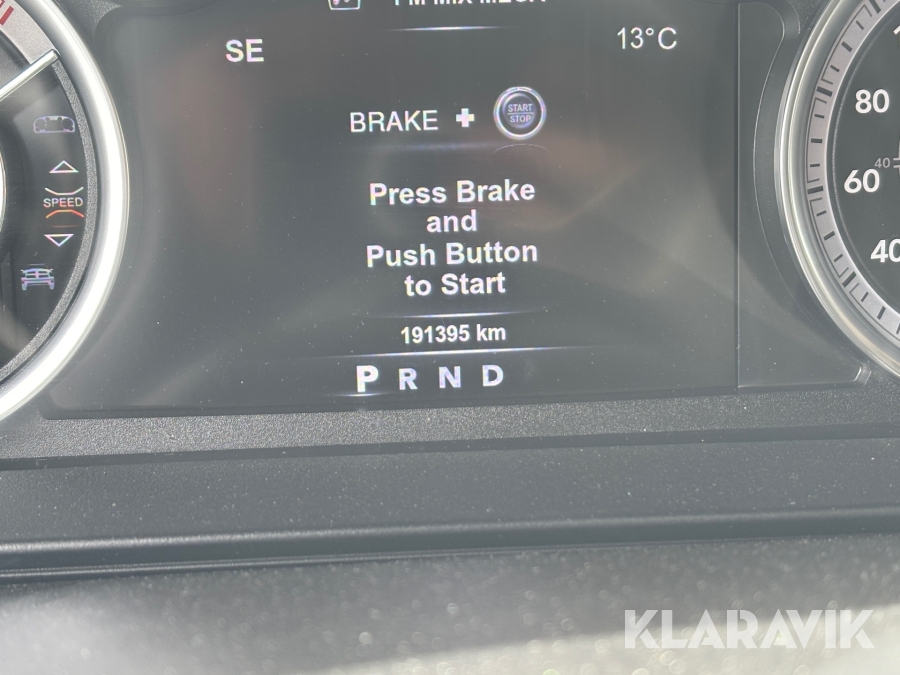 SE
13°C
BRAKE +
START
STOP
Press Brake
and
Push Button
to Start
191395 km
P R N D
SPEED
80
60
40
40
KLARAVIK